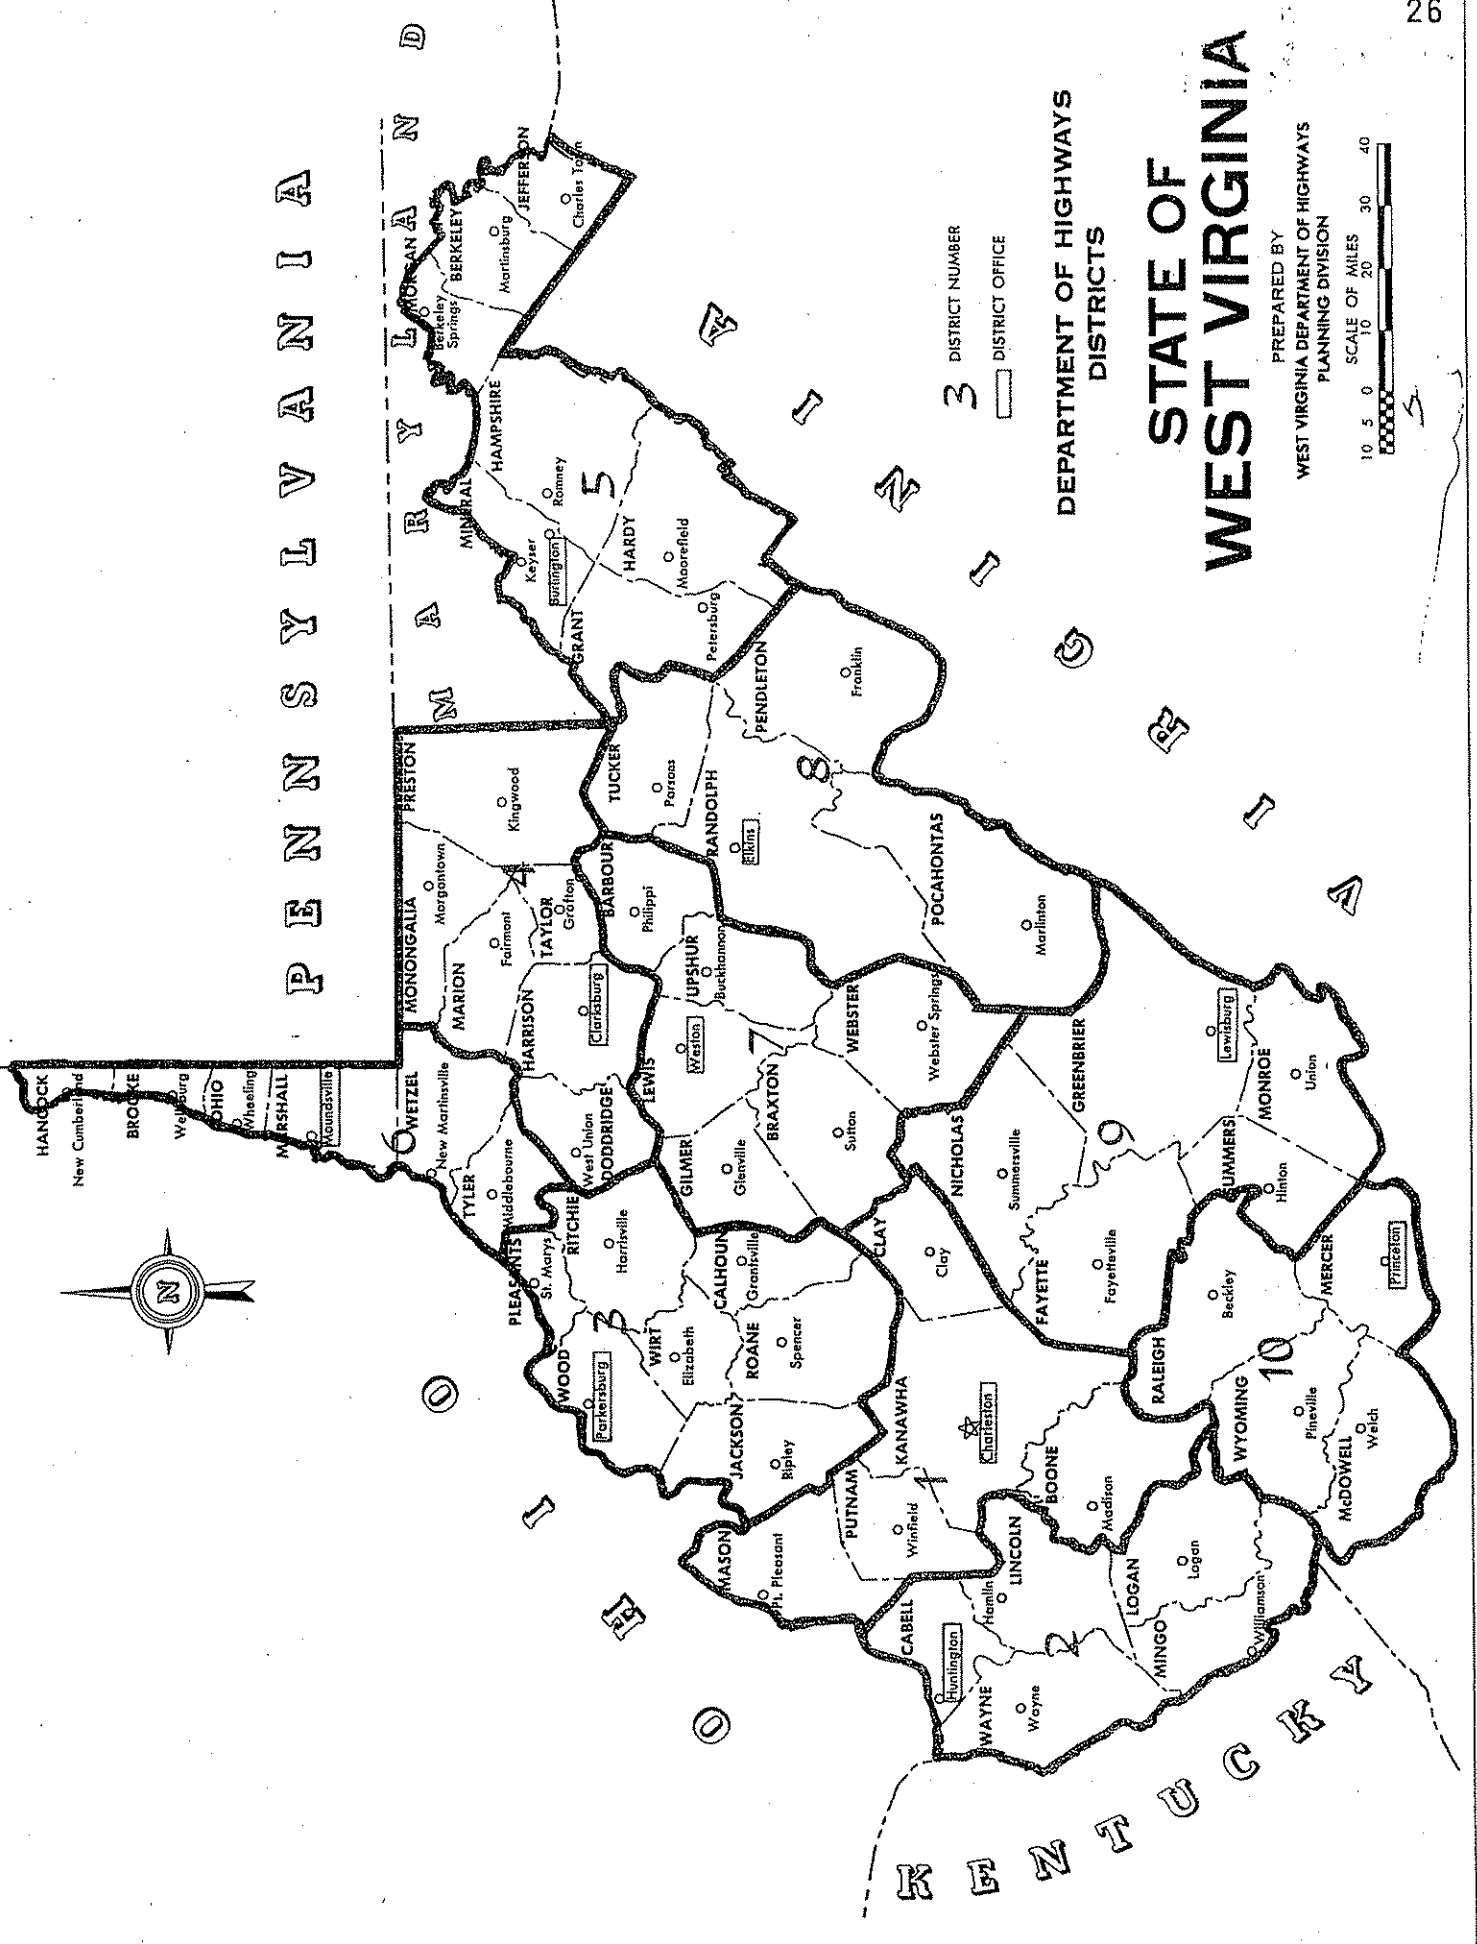 26
PENNSYLVANIA
MARYLAND
OHIO
KENTUCKY
VIRGINIA
N
HANCOCK
New Cumberland
BROOKE
Wellsburg
OHIO
Wheeling
MARSHALL
Moundsville
6
WETZEL
New Martinsville
TYLER
Middlebourne
PLEASANTS
St. Marys
RITCHIE
Harrisville
DODDRIDGE
West Union
WOOD
Parkersburg
3
WIRT
Elizabeth
CALHOUN
Grantsville
ROANE
Spencer
JACKSON
Ripley
MONONGALIA
Morgantown
MARION
Fairmont
PRESTON
Kingwood
4
TAYLOR
Grafton
HARRISON
Clarksburg
BARBOUR
Philippi
UPSHUR
Buckhannon
LEWIS
Weston
7
GILMER
Glenville
BRAXTON
Sutton
WEBSTER
Webster Springs
TUCKER
Parsons
RANDOLPH
Elkins
8
PENDLETON
Franklin
POCAHONTAS
Marlinton
GRANT
Petersburg
MINERAL
Keyser
Burlington
HAMPSHIRE
Romney
5
HARDY
Moorefield
MORGAN
Berkeley
Springs
BERKELEY
Martinsburg
JEFFERSON
Charles Town
MASON
Pt. Pleasant
PUTNAM
Winfield
1
KANAWHA
Charleston
CLAY
Clay
BOONE
Madison
CABELL
Huntington
WAYNE
Wayne
2
LINCOLN
Hamlin
LOGAN
Logan
MINGO
Williamson
NICHOLAS
Summersville
FAYETTE
Fayetteville
GREENBRIER
Lewisburg
9
SUMMERS
Hinton
MONROE
Union
RALEIGH
Beckley
10
WYOMING
Pineville
McDOWELL
Welch
MERCER
Princeton
3 DISTRICT NUMBER
DISTRICT OFFICE
DEPARTMENT OF HIGHWAYS
DISTRICTS
STATE OF
WEST VIRGINIA
PREPARED BY
WEST VIRGINIA DEPARTMENT OF HIGHWAYS
PLANNING DIVISION
SCALE OF MILES
10 5 0 10 20 30 40